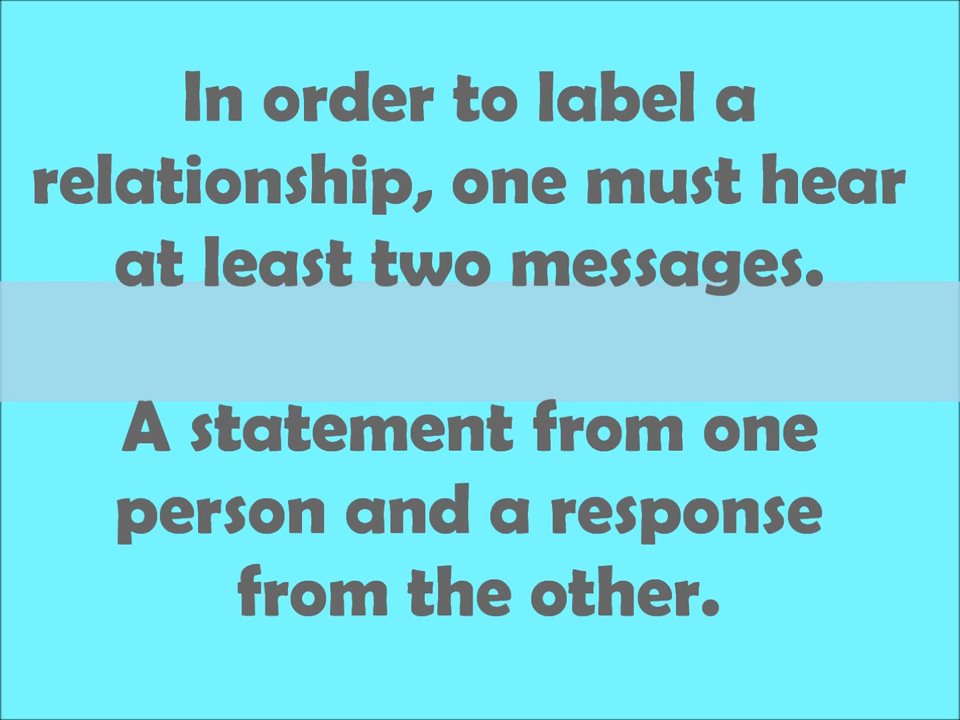 In order to label a
relationship, one must hear
at least two messages.
A statement from one
person and a response
from the other.